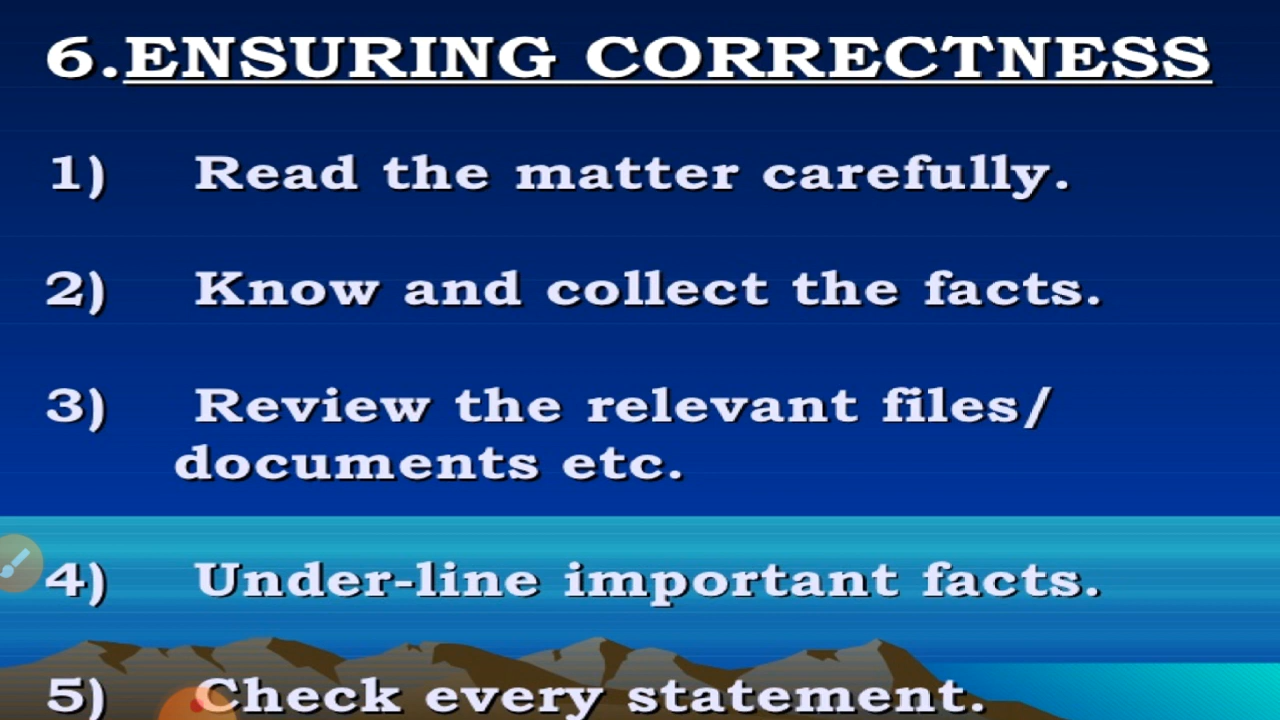 6.ENSURING CORRECTNESS
1) Read the matter carefully.
2) Know and collect the facts.
3) Review the relevant files/
documents etc.
4) Under-line important facts.
5) Check every statement.